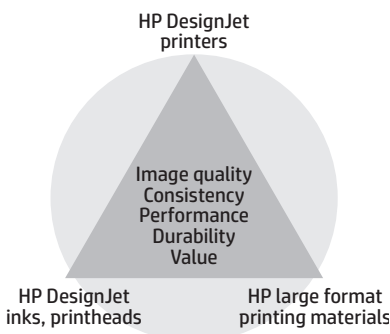 HP DesignJet
printers
Image quality
Consistency
Performance
Durability
Value
HP DesignJet
inks, printheads
HP large format
printing materials